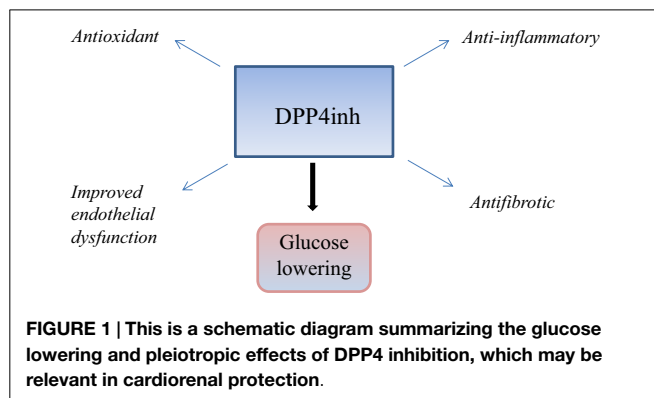 Antioxidant
Anti-inflammatory
DPP4inh
Improved
endothelial
dysfunction
Antifibrotic
Glucose
lowering
FIGURE 1 | This is a schematic diagram summarizing the glucose
lowering and pleiotropic effects of DPP4 inhibition, which may be
relevant in cardiorenal protection.